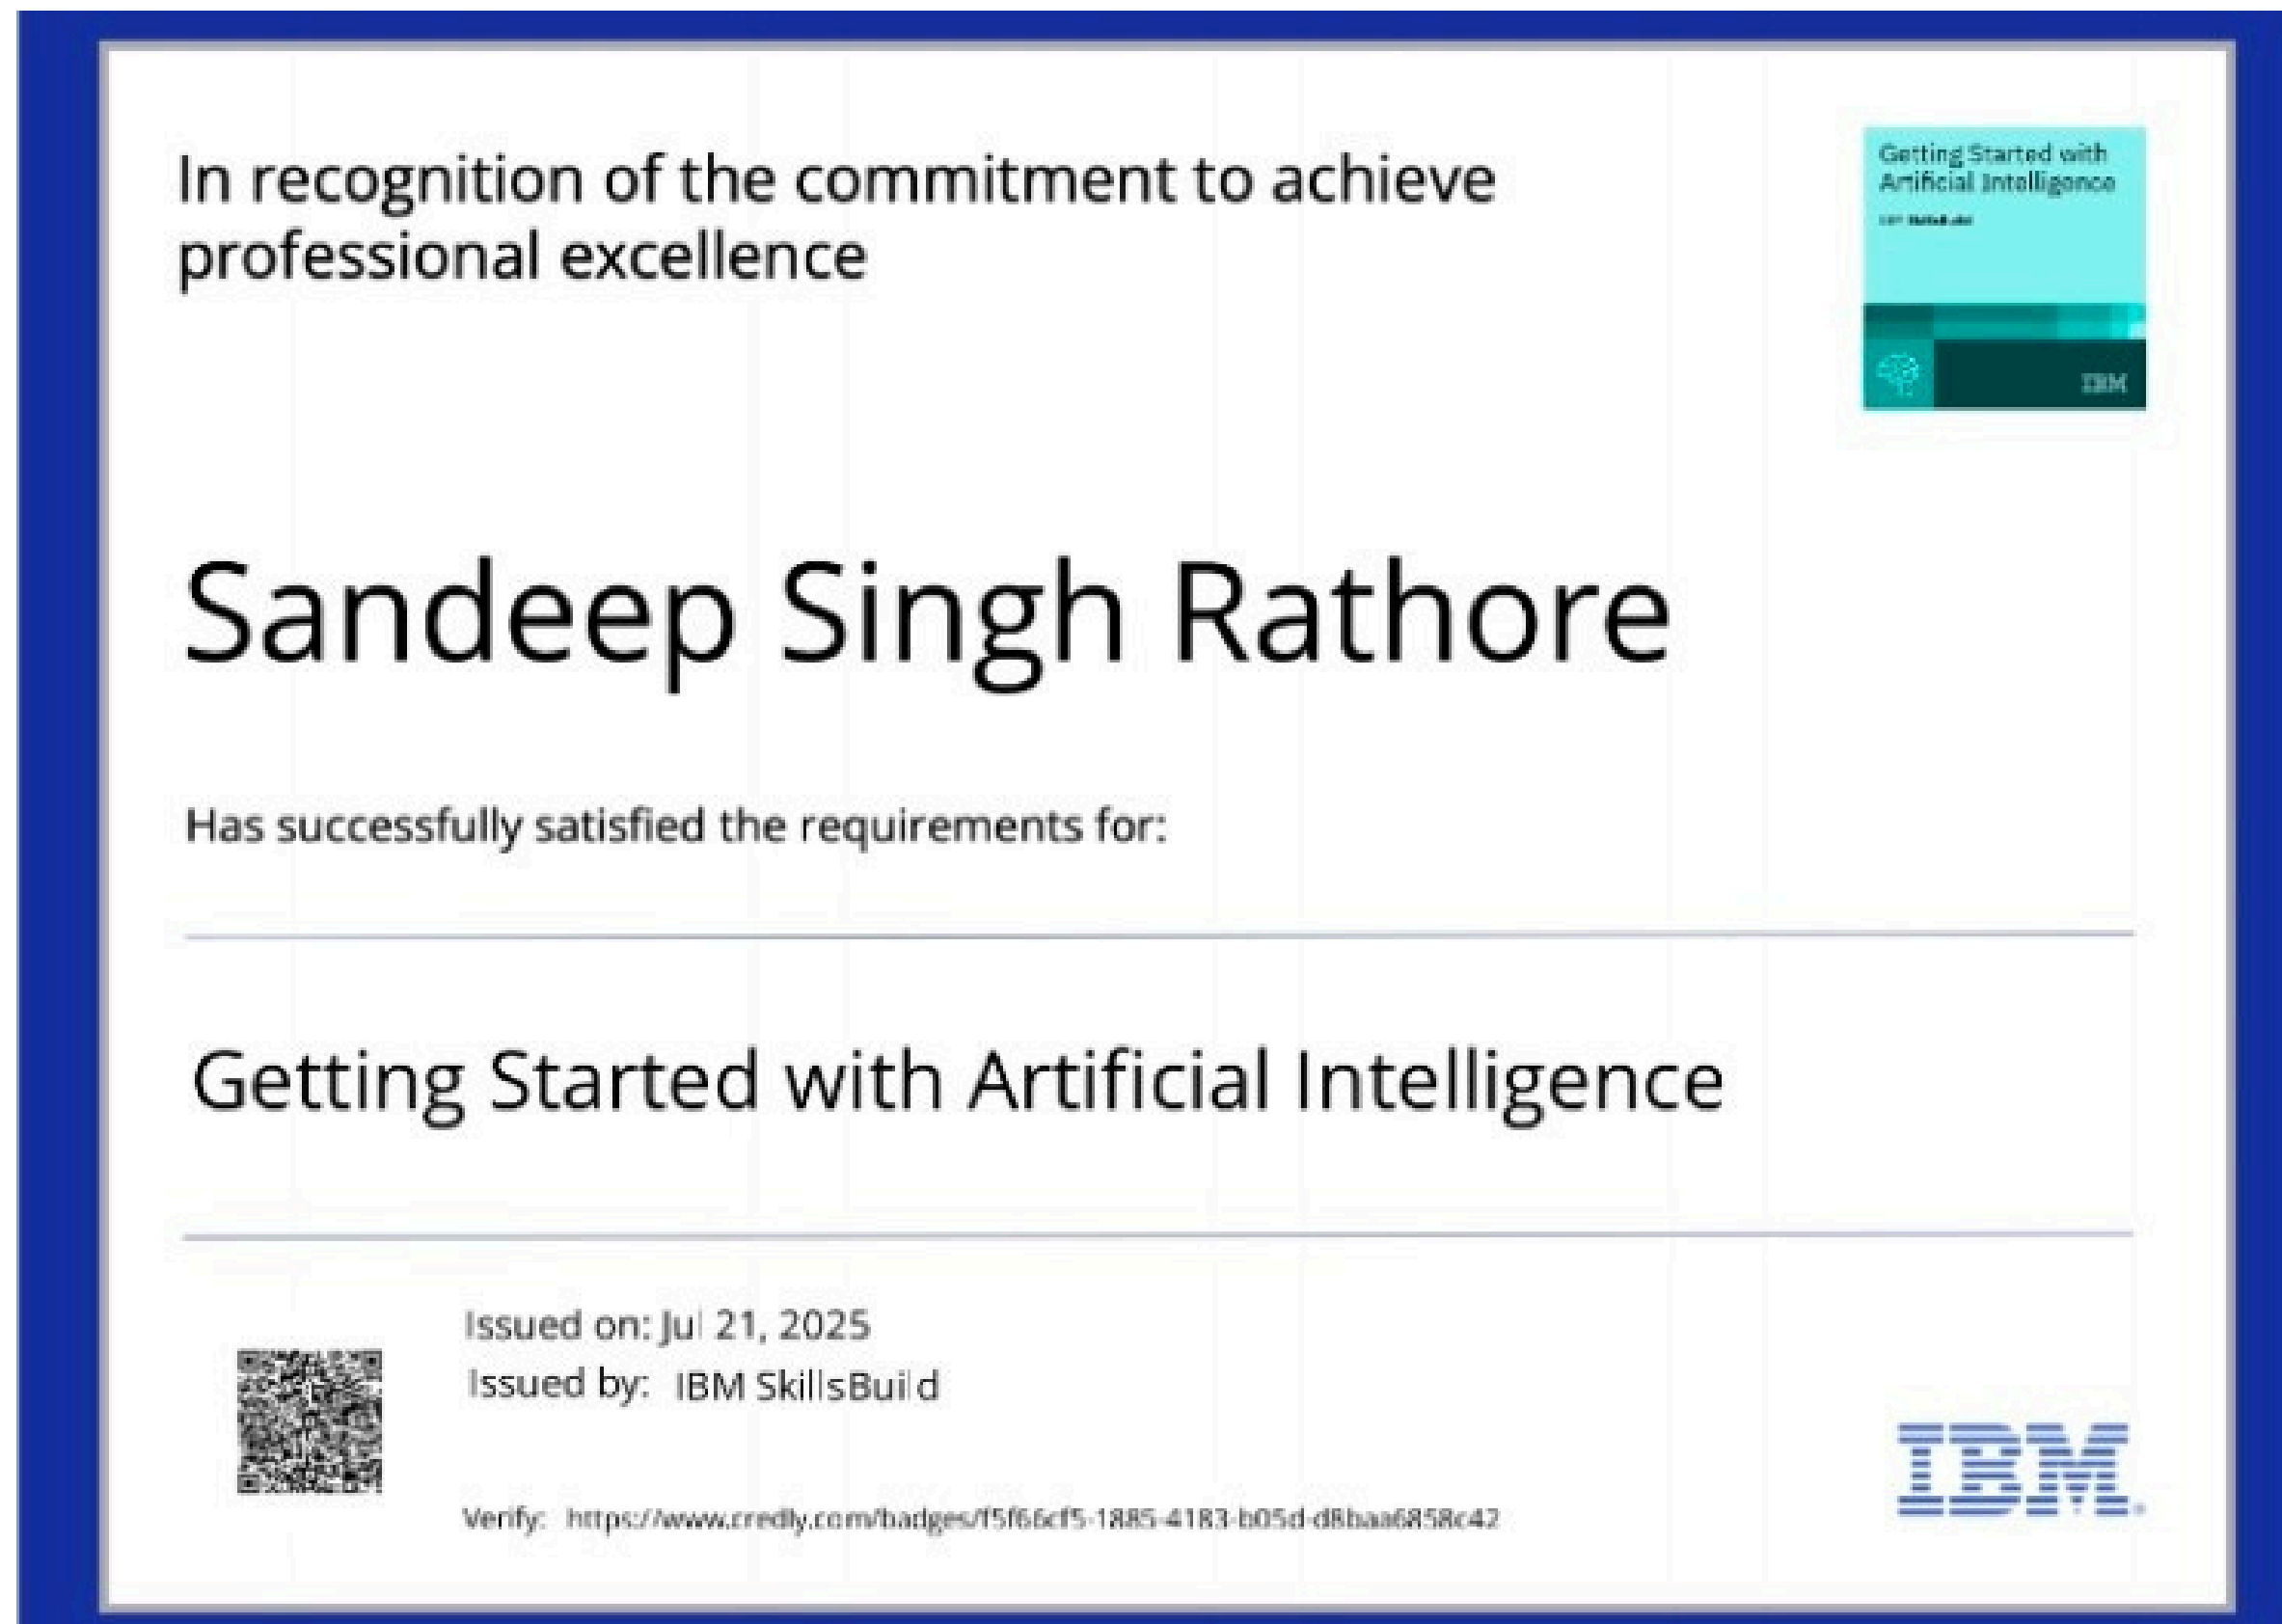 In recognition of the commitment to achieve
professional excellence
Getting Started with
Artificial Intelligence
IBM
Sandeep Singh Rathore
Has successfully satisfied the requirements for:
Getting Started with Artificial Intelligence
Issued on: Jul 21, 2025
Issued by: IBM SkillsBuild
Verify: https://www.credly.com/badges/f5f66cf5-1885-4183-b05d-d8baa6858c42
IBM